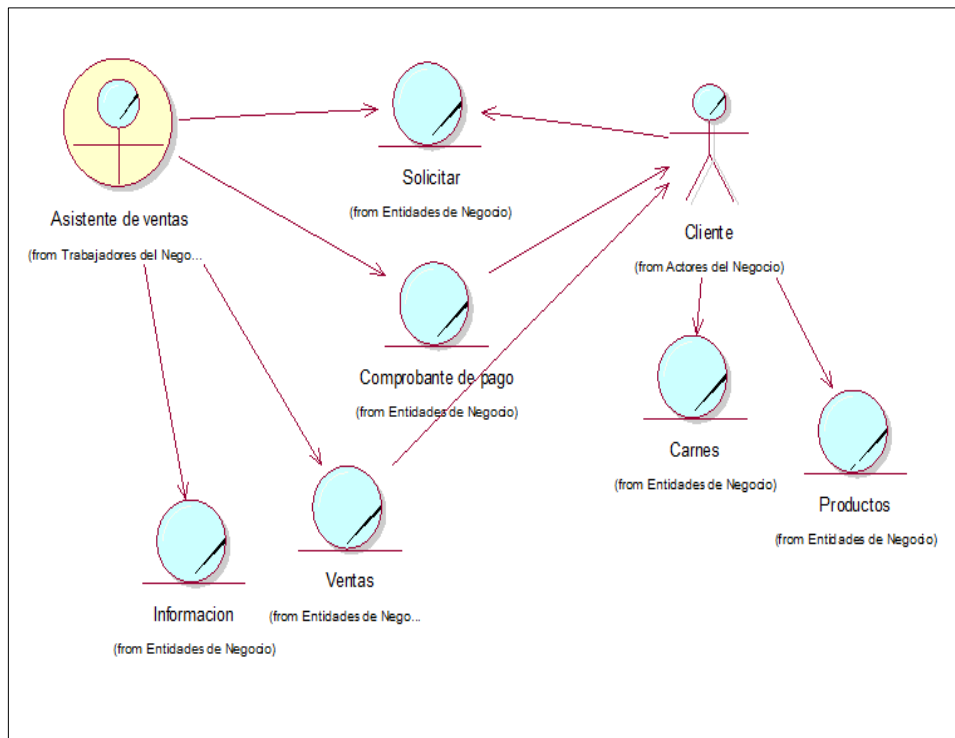 Solicitar
(from Entidades de Negocio)
Asistente de ventas
(from Trabajadores del Nego...
Cliente
(from Actores del Negocio)
Comprobante de pago
(from Entidades de Negocio)
Carnes
(from Entidades de Negocio)
Productos
(from Entidades de Negocio)
Ventas
(from Entidades de Nego...
Informacion
(from Entidades de Negocio)